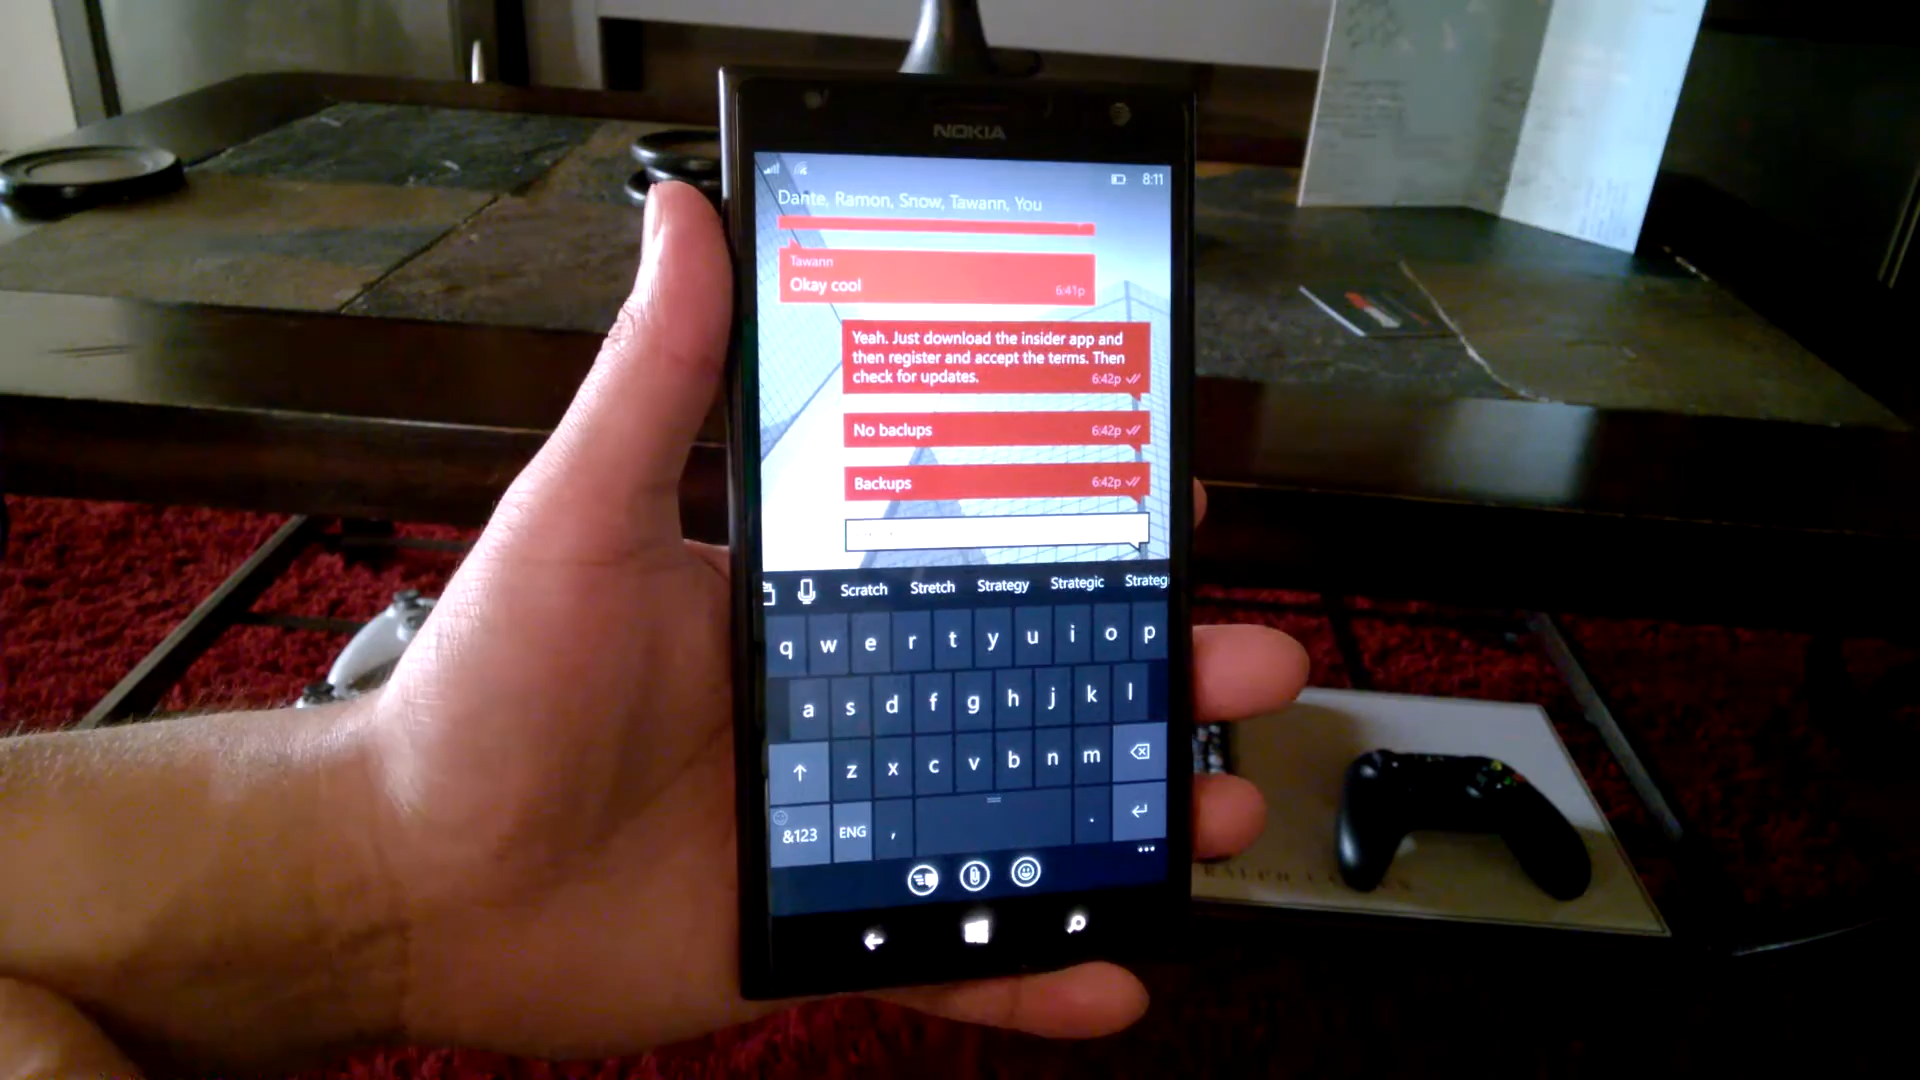 NOKIA
8:11
Dante, Ramon, Snow, Tawann, You
Tawann
Okay cool
6:41p
Yeah. Just download the insider app and
then register and accept the terms. Then
check for updates.
6:42p
No baclups
6:42p
Backups
6:42p
Scratch Stretch Strategy Strategic Strategi
q w e r t y u i o p
a s d f g h j k l
z x c v b n m
&123 ENG , .